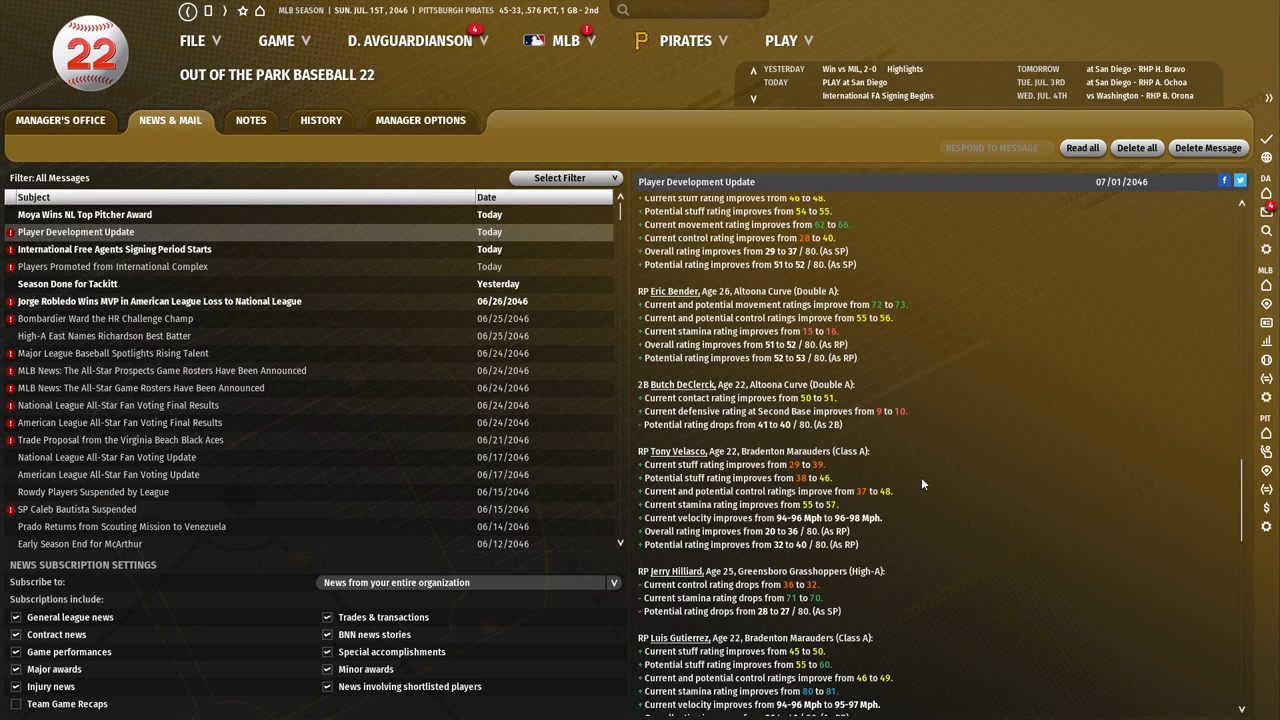 MLB SEASON | SUN. JUL. 1ST , 2046 | PITTSBURGH PIRATES 45-33, .576 PCT, 1 GB - 2nd
22
FILE
GAME
D. AVGUARDIANSON
4
MLB
!
P
PIRATES
PLAY
OUT OF THE PARK BASEBALL 22
YESTERDAY Win vs MIL, 2-0 Highlights
TODAY PLAY at San Diego
International FA Signing Begins
TOMORROW at San Diego - RHP H. Bravo
TUE. JUL. 3RD at San Diego - RHP A. Ochoa
WED. JUL. 4TH vs Washington - RHP B. Orona
MANAGER'S OFFICE
NEWS & MAIL
NOTES
HISTORY
MANAGER OPTIONS
RESPOND TO MESSAGE
Read all
Delete all
Delete Message
Filter: All Messages
Select Filter
Subject Date
Moya Wins NL Top Pitcher Award Today
! Player Development Update Today
! International Free Agents Signing Period Starts Today
! Players Promoted from International Complex Today
Season Done for Tackitt Yesterday
! Jorge Robledo Wins MVP in American League Loss to National League 06/26/2046
! Bombardier Ward the HR Challenge Champ 06/25/2046
High-A East Names Richardson Best Batter 06/25/2046
! Major League Baseball Spotlights Rising Talent 06/24/2046
! MLB News: The All-Star Prospects Game Rosters Have Been Announced 06/24/2046
! MLB News: The All-Star Game Rosters Have Been Announced 06/24/2046
! National League All-Star Fan Voting Final Results 06/24/2046
! American League All-Star Fan Voting Final Results 06/24/2046
! Trade Proposal from the Virginia Beach Black Aces 06/21/2046
National League All-Star Fan Voting Update 06/17/2046
American League All-Star Fan Voting Update 06/17/2046
Rowdy Players Suspended by League 06/15/2046
! SP Caleb Bautista Suspended 06/15/2046
Prado Returns from Scouting Mission to Venezuela 06/14/2046
Early Season End for McArthur 06/12/2046
NEWS SUBSCRIPTION SETTINGS
Subscribe to: News from your entire organization
Subscriptions include:
General league news Trades & transactions
Contract news BNN news stories
Game performances Special accomplishments
Major awards Minor awards
Injury news News involving shortlisted players
Team Game Recaps
Player Development Update 07/01/2046
+ Current stuff rating improves from 46 to 48.
+ Potential stuff rating improves from 54 to 55.
+ Current movement rating improves from 62 to 66.
+ Current control rating improves from 28 to 40.
+ Overall rating improves from 29 to 37 / 80. (As SP)
+ Potential rating improves from 51 to 52 / 80. (As SP)
RP Eric Bender, Age 26, Altoona Curve (Double A):
+ Current and potential movement ratings improve from 72 to 73.
+ Current and potential control ratings improve from 55 to 56.
+ Current stamina rating improves from 15 to 16.
+ Overall rating improves from 51 to 52 / 80. (As RP)
+ Potential rating improves from 52 to 53 / 80. (As RP)
2B Butch DeClerck, Age 22, Altoona Curve (Double A):
+ Current contact rating improves from 50 to 51.
+ Current defensive rating at Second Base improves from 9 to 10.
- Potential rating drops from 41 to 40 / 80. (As 2B)
RP Tony Velasco, Age 22, Bradenton Marauders (Class A):
+ Current stuff rating improves from 29 to 39.
+ Potential stuff rating improves from 38 to 46.
+ Current and potential control ratings improve from 37 to 48.
+ Current stamina rating improves from 55 to 57.
+ Current velocity improves from 94-96 Mph to 96-98 Mph.
+ Overall rating improves from 20 to 36 / 80. (As RP)
+ Potential rating improves from 32 to 40 / 80. (As RP)
RP Jerry Hilliard, Age 25, Greensboro Grasshoppers (High-A):
- Current control rating drops from 36 to 32.
- Current stamina rating drops from 71 to 70.
- Potential rating drops from 28 to 27 / 80. (As SP)
RP Luis Gutierrez, Age 22, Bradenton Marauders (Class A):
+ Current stuff rating improves from 45 to 50.
+ Potential stuff rating improves from 55 to 60.
+ Current and potential control ratings improve from 46 to 49.
+ Current stamina rating improves from 80 to 81.
+ Current velocity improves from 94-96 Mph to 95-97 Mph.
DA
4
MLB
PIT